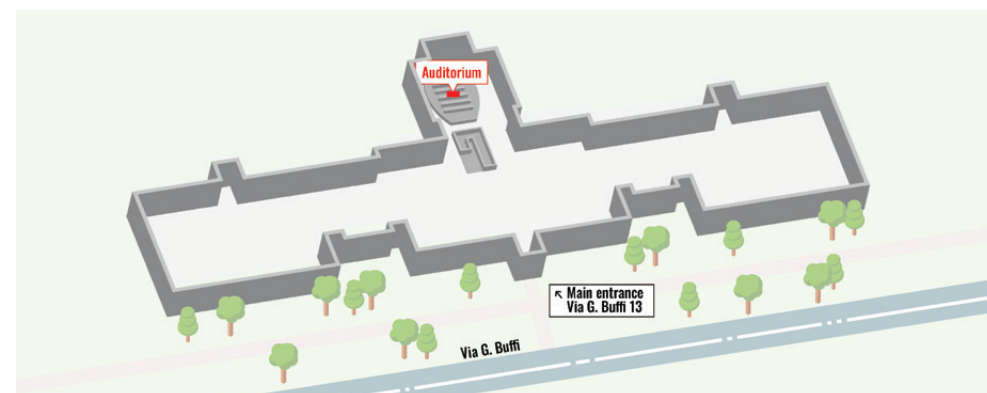 Auditorium
↖ Main entrance
Via G. Buffi 13
Via G. Buffi